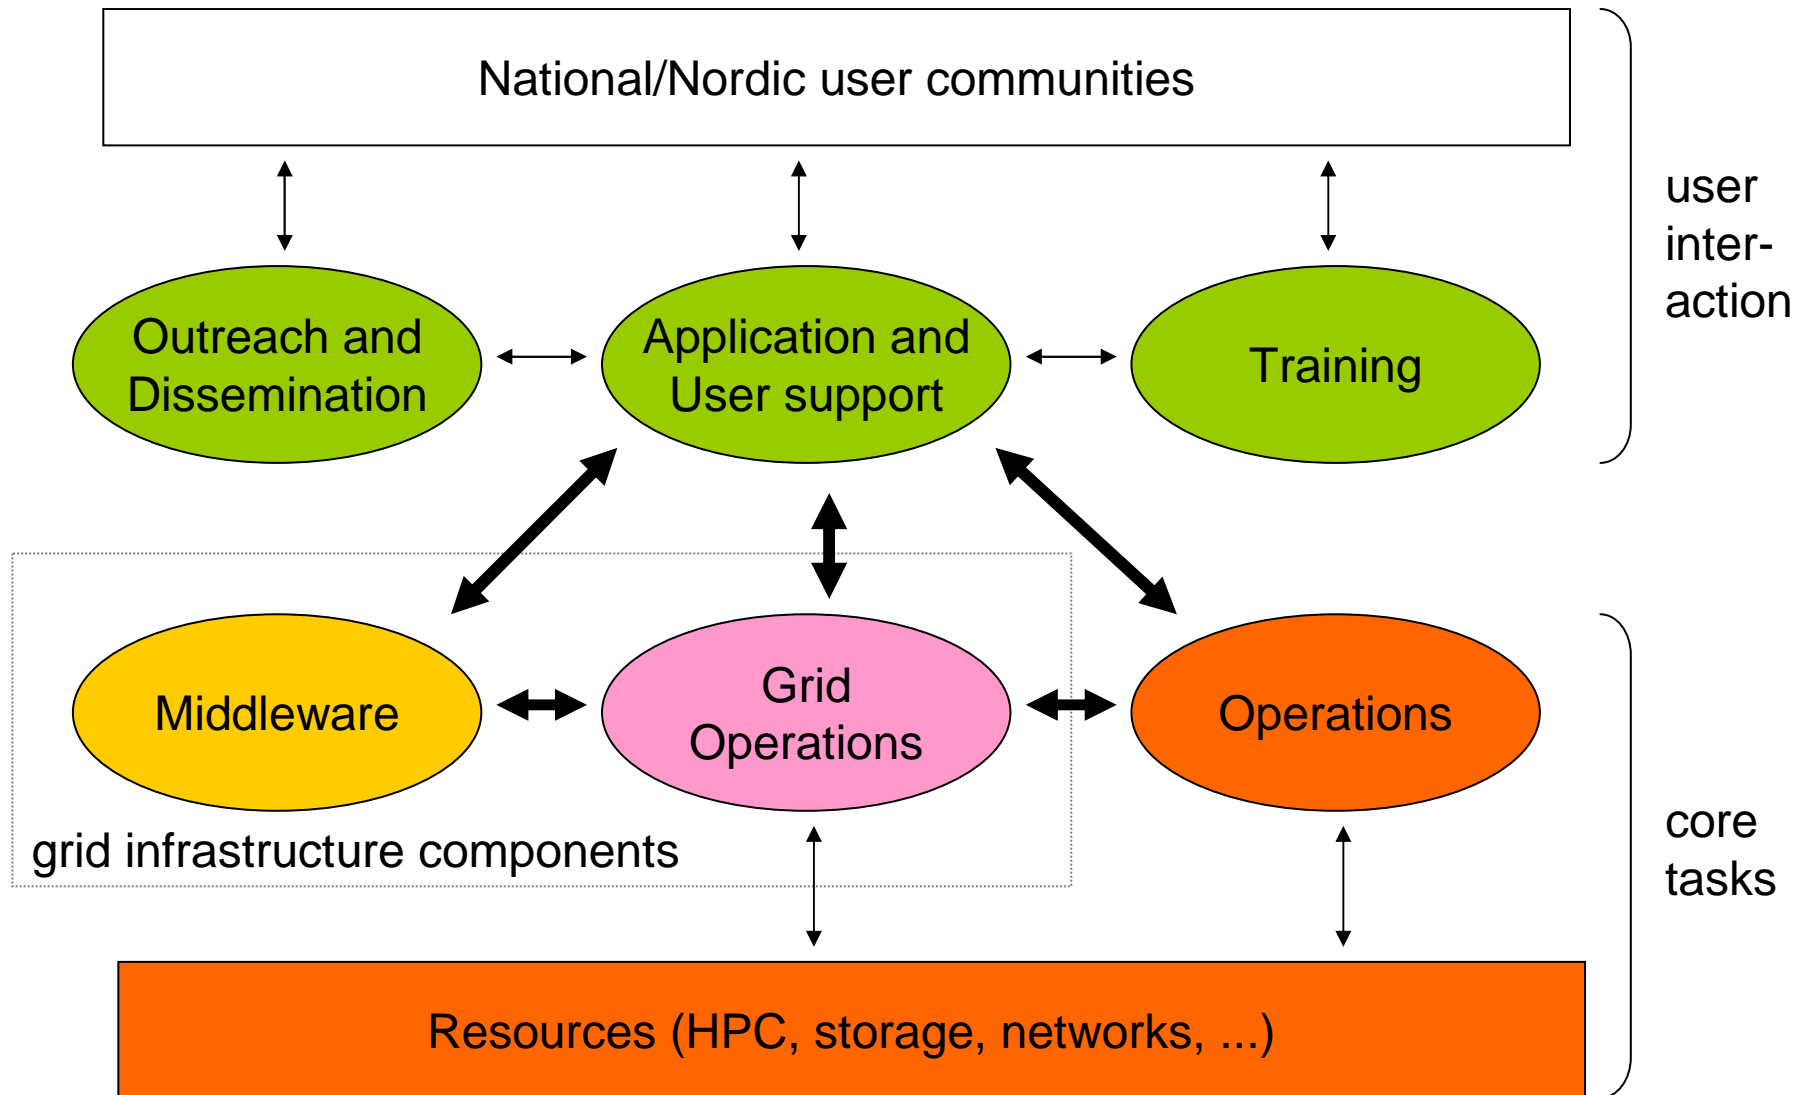 National/Nordic user communities
user
inter-
action
Outreach and
Dissemination
Application and
User support
Training
Middleware
Grid
Operations
Operations
grid infrastructure components
core
tasks
Resources (HPC, storage, networks, ...)